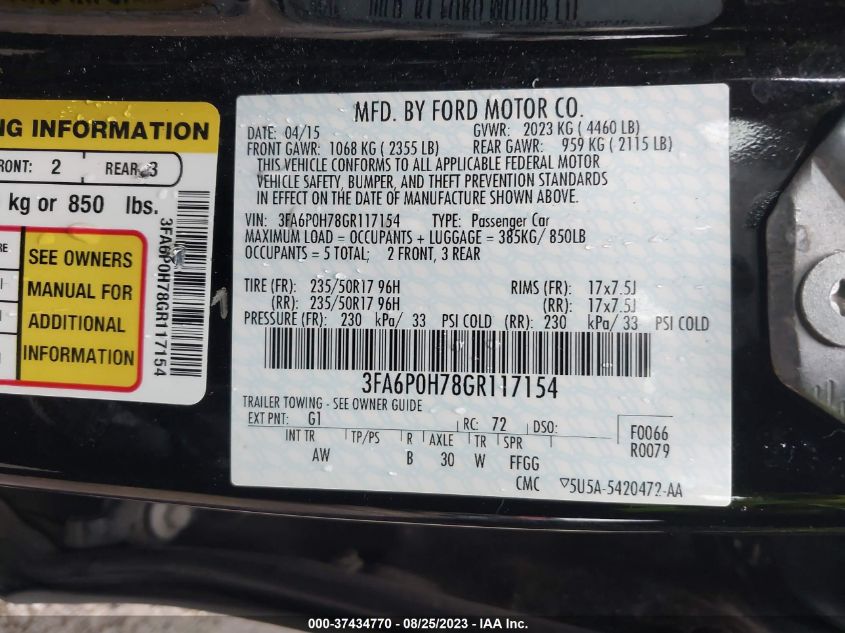 MFD. BY FORD MOTOR CO.
DATE: 04/15 GVWR: 2023 KG ( 4460 LB)
FRONT GAWR: 1068 KG ( 2355 LB) REAR GAWR: 959 KG ( 2115 LB)
THIS VEHICLE CONFORMS TO ALL APPLICABLE FEDERAL MOTOR
VEHICLE SAFETY, BUMPER, AND THEFT PREVENTION STANDARDS
IN EFFECT ON THE DATE OF MANUFACTURE SHOWN ABOVE.
VIN: 3FA6P0H78GR117154 TYPE: Passenger Car
MAXIMUM LOAD = OCCUPANTS + LUGGAGE = 385KG/ 850LB
OCCUPANTS = 5 TOTAL; 2 FRONT, 3 REAR
TIRE (FR): 235/50R17 96H RIMS (FR): 17x7.5J
(RR): 235/50R17 96H (RR): 17x7.5J
PRESSURE (FR): 230 kPa/ 33 PSI COLD (RR): 230 kPa/ 33 PSI COLD
3FA6P0H78GR117154
TRAILER TOWING - SEE OWNER GUIDE
EXT PNT: G1 RC: 72 DSO:
INT TR TP/PS R AXLE TR SPR
AW B 30 W FFGG
F0066
R0079
CMC ▽5U5A-5420472-AA
NG INFORMATION
RONT: 2 REAR: 3
kg or 850 lbs.
SEE OWNERS
MANUAL FOR
ADDITIONAL
INFORMATION
3FA6P0H78GR117154
000-37434770 - 08/25/2023 - IAA Inc.